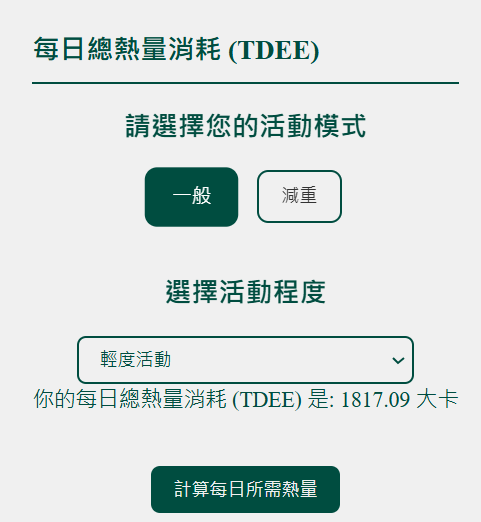 每日總熱量消耗 (TDEE)
請選擇您的活動模式
一般
減重
選擇活動程度
輕度活動
你的每日總熱量消耗 (TDEE) 是: 1817.09 大卡
計算每日所需熱量